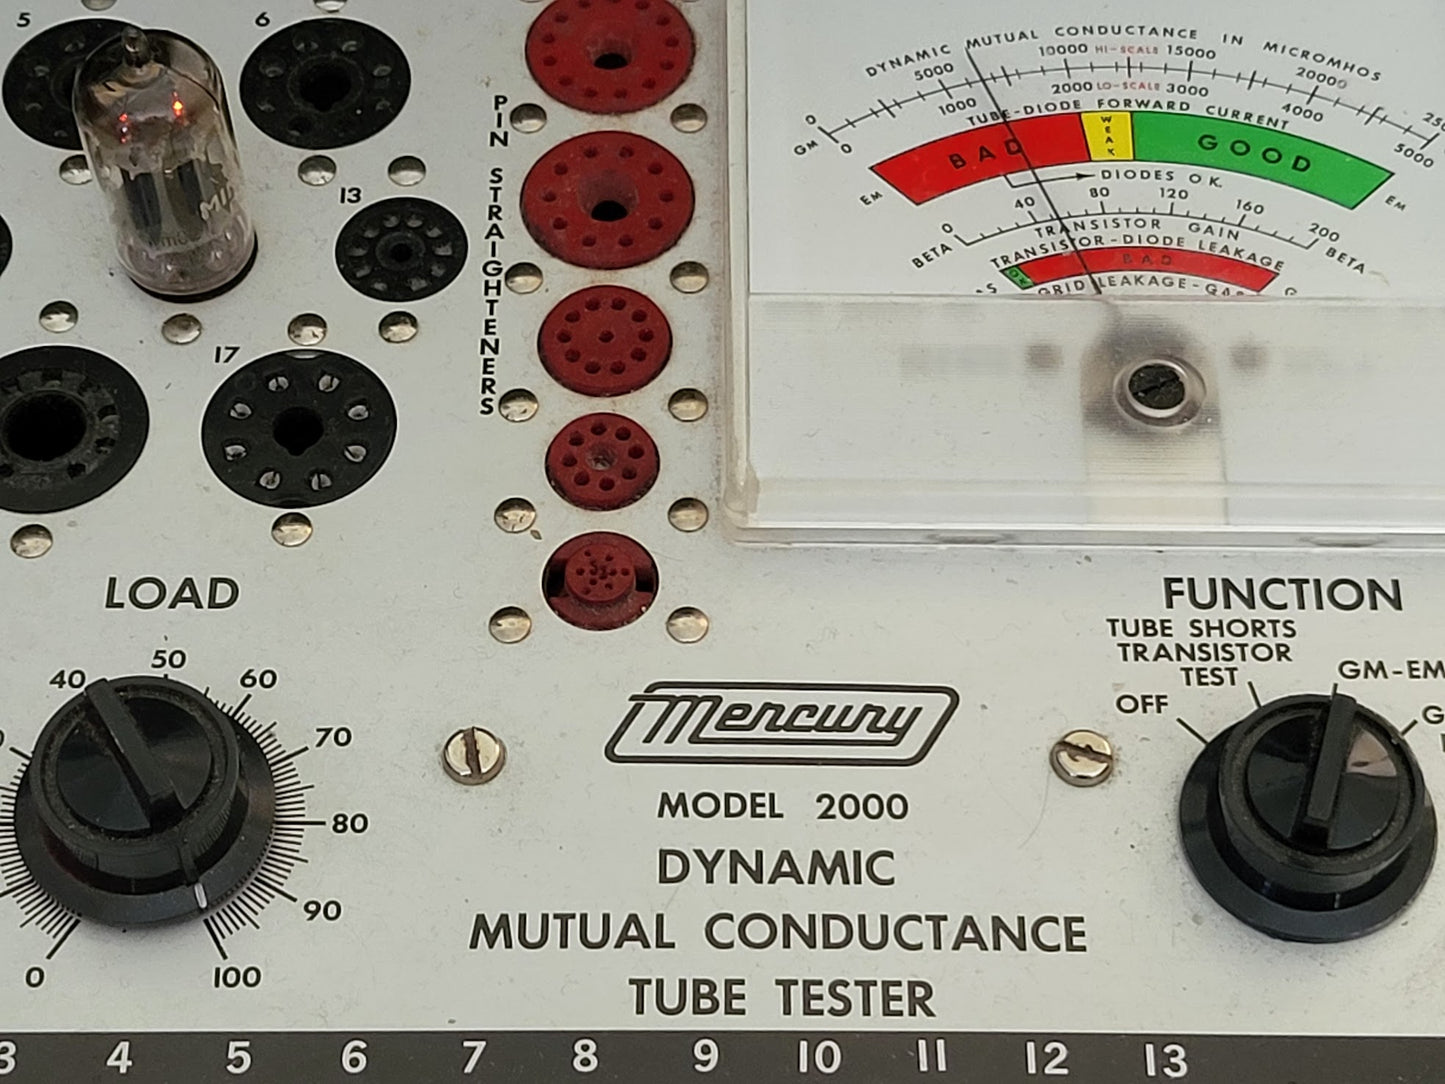 5
6
13
17
PIN STRAIGHTENERS
DYNAMIC MUTUAL CONDUCTANCE IN MICROMHOS
0 5000 10000 HI-SCALE 15000 20000
GM 0 1000 2000 LO-SCALE 3000 4000 5000
TUBE-DIODE FORWARD CURRENT
BAD WEAK GOOD
EM EM
DIODES O.K.
0 40 80 120 160 200
BETA TRANSISTOR GAIN BETA
TRANSISTOR-DIODE LEAKAGE
BAD
GRID LEAKAGE-GAS
LOAD
0 40 50 60 70 80 90 100
FUNCTION
OFF
TUBE SHORTS
TRANSISTOR
TEST
GM-EM
Mercury
MODEL 2000
DYNAMIC
MUTUAL CONDUCTANCE
TUBE TESTER
3 4 5 6 7 8 9 10 11 12 13